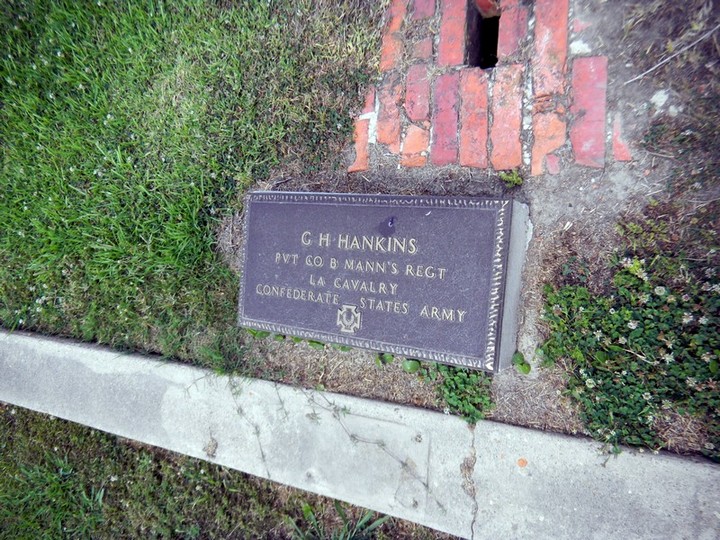 G H HANKINS
PVT CO B MANN'S REGT
LA CAVALRY
CONFEDERATE STATES ARMY